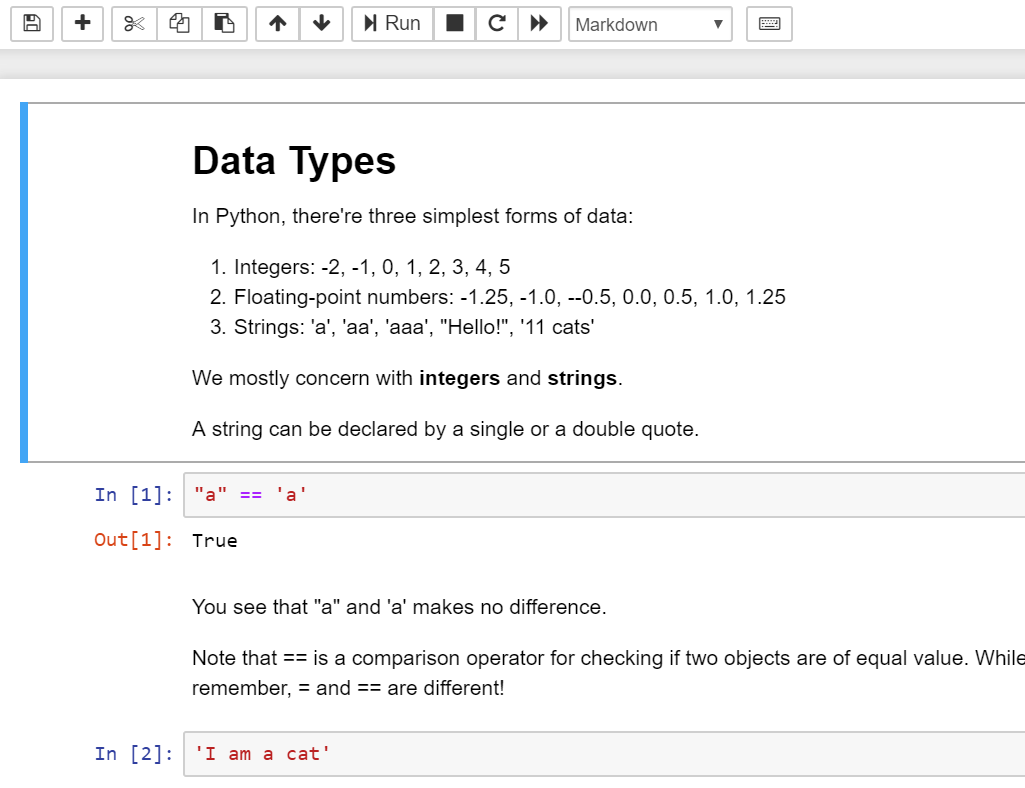 Run Markdown
Data Types
In Python, there're three simplest forms of data:
1. Integers: -2, -1, 0, 1, 2, 3, 4, 5
2. Floating-point numbers: -1.25, -1.0, --0.5, 0.0, 0.5, 1.0, 1.25
3. Strings: 'a', 'aa', 'aaa', "Hello!", '11 cats'
We mostly concern with integers and strings.
A string can be declared by a single or a double quote.
In [1]: "a" == 'a'
Out[1]: True
You see that "a" and 'a' makes no difference.
Note that == is a comparison operator for checking if two objects are of equal value. While
remember, = and == are different!
In [2]: 'I am a cat'